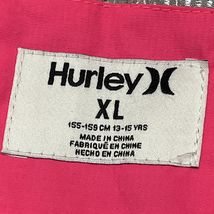 Hurley
XL
155-159 CM 13-15 YRS
MADE IN CHINA
FABRIQUÉ EN CHINE
HECHO EN CHINA